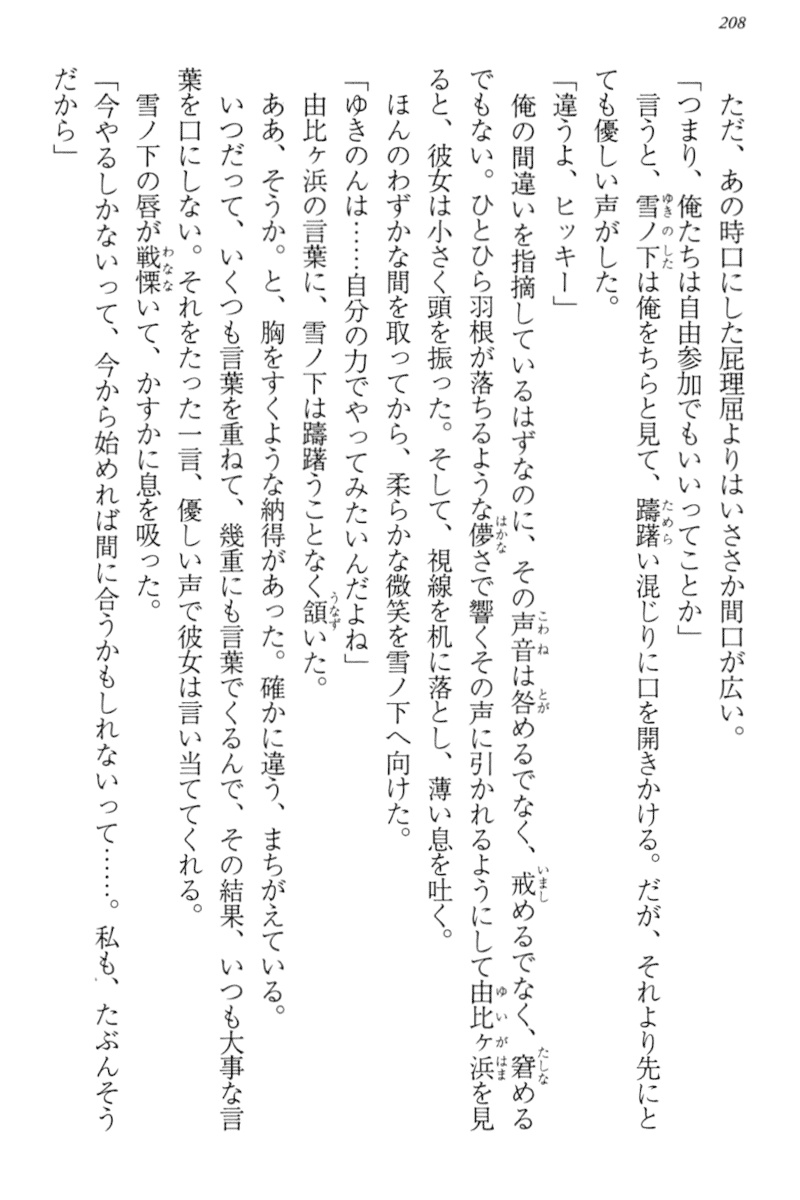 208
ただ、あの時口にした屁理屈よりはいささか間口が広い。
「つまり、俺たちは自由参加でもいいってことか」
言うと、雪ノ下は俺をちらと見て、躊躇い混じりに口を開きかける。だが、それより先にと
ても優しい声がした。
「違うよ、ヒッキー」
俺の間違いを指摘しているはずなのに、その声音は咎めるでなく、戒めるでなく、窘める
でもない。ひとひら羽根が落ちるような儚さで響くその声に引かれるようにして由比ヶ浜を見
ると、彼女は小さく頭を振った。そして、視線を机に落とし、薄い息を吐く。
ほんのわずかな間を取ってから、柔らかな微笑を雪ノ下へ向けた。
「ゆきのんは……自分の力でやってみたいんだよね」
由比ヶ浜の言葉に、雪ノ下は躊躇うことなく頷いた。
ああ、そうか。と、胸をすくような納得があった。確かに違う、まちがえている。
いつだって、いくつも言葉を重ねて、幾重にも言葉でくるんで、その結果、いつも大事な言
葉を口にしない。それをたった一言、優しい声で彼女は言い当ててくれる。
雪ノ下の唇が戦慄いて、かすかに息を吸った。
「今やるしかないって、今から始めれば間に合うかもしれないって……。私も、たぶんそう
だから」